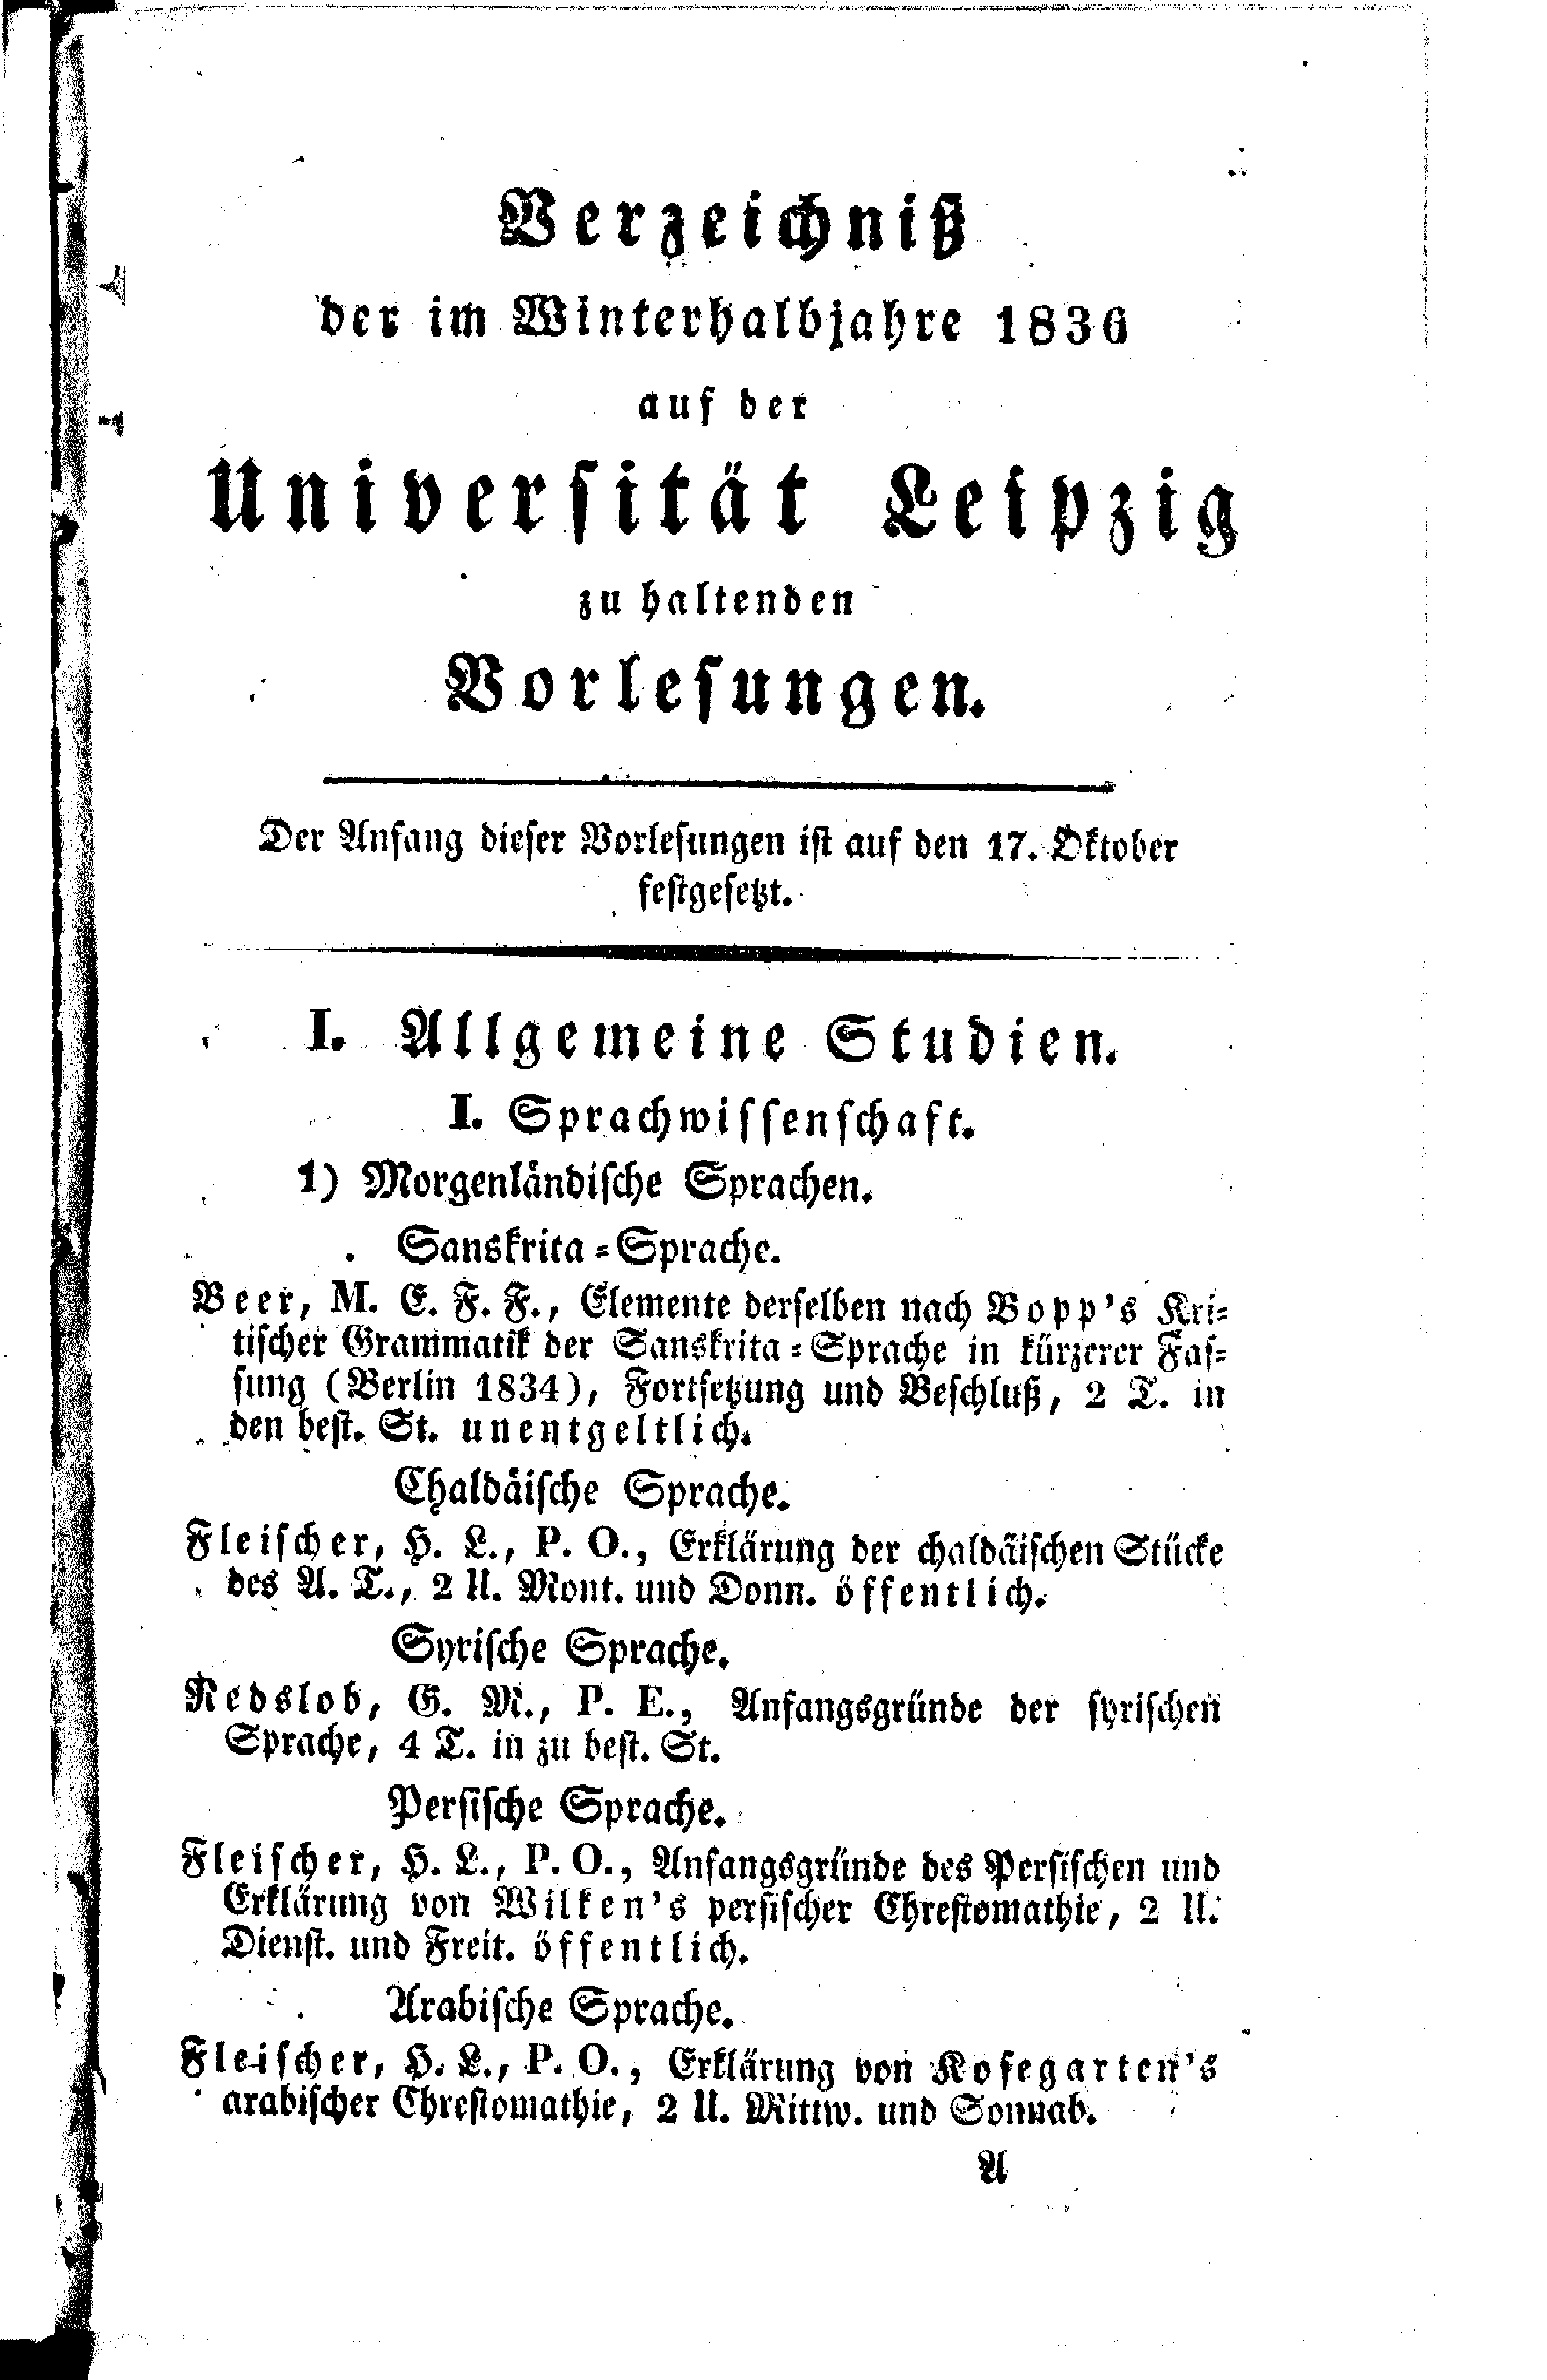 Verzeichniß
der im Winterhalbjahre 1836
auf der
Universität Leipzig
zu haltenden
Vorlesungen.
Der Anfang dieser Vorlesungen ist auf den 17. Oktober
festgesetzt.
I. Allgemeine Studien.
I. Sprachwissenschaft.
1) Morgenländische Sprachen.
Sanskrita-Sprache.
Beer, M. E. F. F., Elemente derselben nach Bopp's Kri-
tischer Grammatik der Sanskrita-Sprache in kürzerer Fas-
sung (Berlin 1834), Fortsetzung und Beschluß, 2 T. in
den best. St. unentgeltlich.
Chaldäische Sprache.
Fleischer, H. L., P. O., Erklärung der chaldäischen Stücke
des A. T., 2 U. Mont. und Donn. öffentlich.
Syrische Sprache.
Redslob, G. M., P. E., Anfangsgründe der syrischen
Sprache, 4 T. in zu best. St.
Persische Sprache.
Fleischer, H. L., P. O., Anfangsgründe des Persischen und
Erklärung von Wilken's persischer Chrestomathie, 2 U.
Dienst. und Freit. öffentlich.
Arabische Sprache.
Fleischer, H. L., P. O., Erklärung von Kosegarten's
arabischer Chrestomathie, 2 U. Mittw. und Sonnab.
A